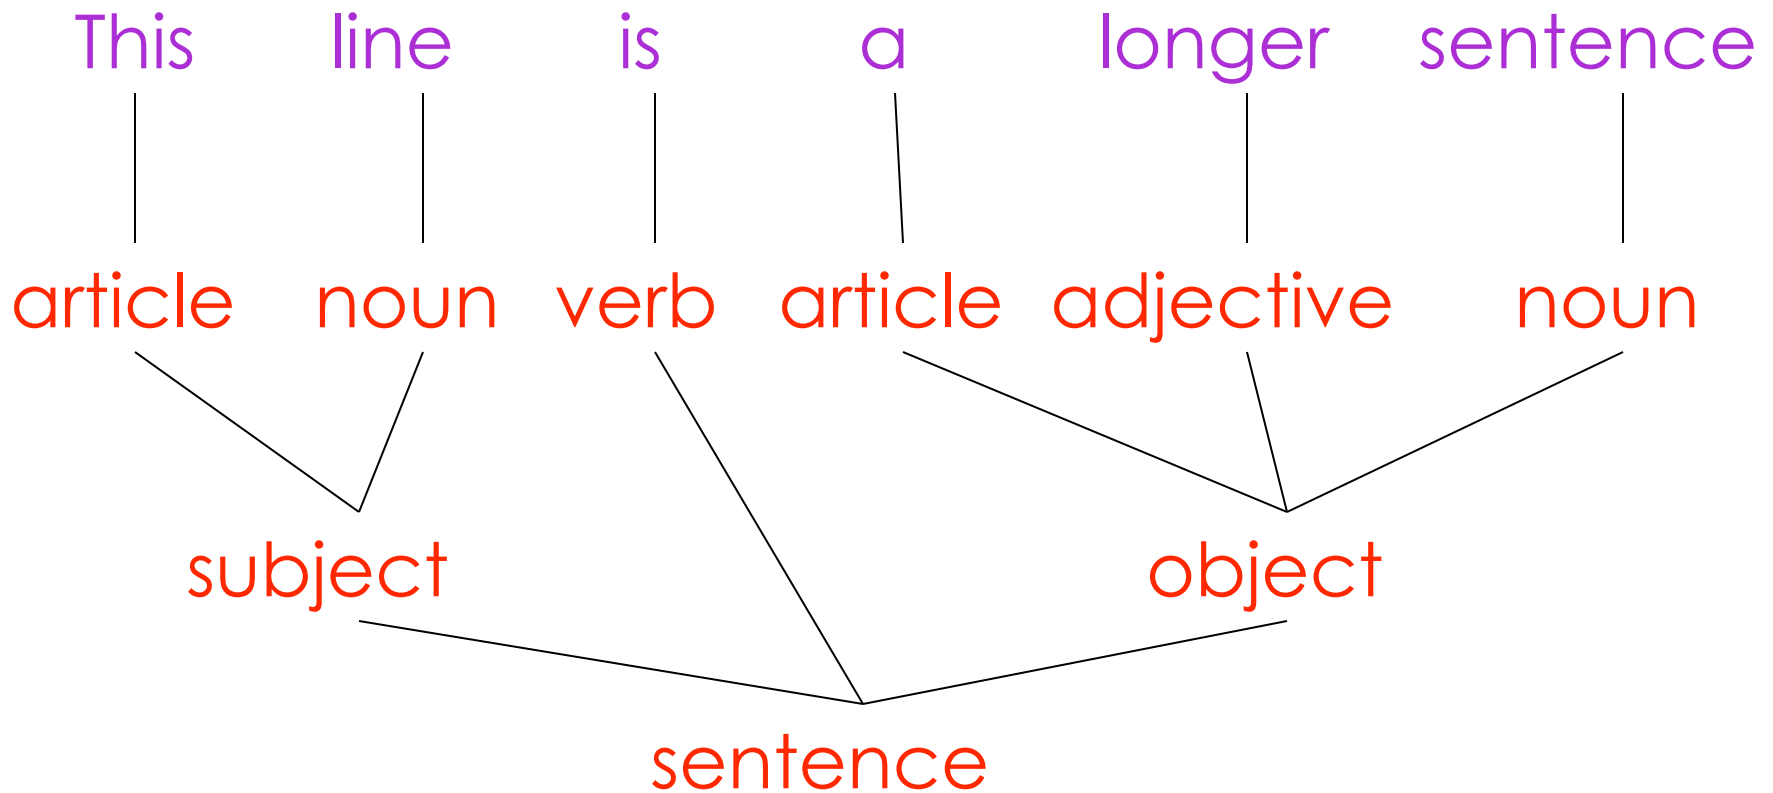 This line is a longer sentence
article noun verb article adjective noun
subject object
sentence